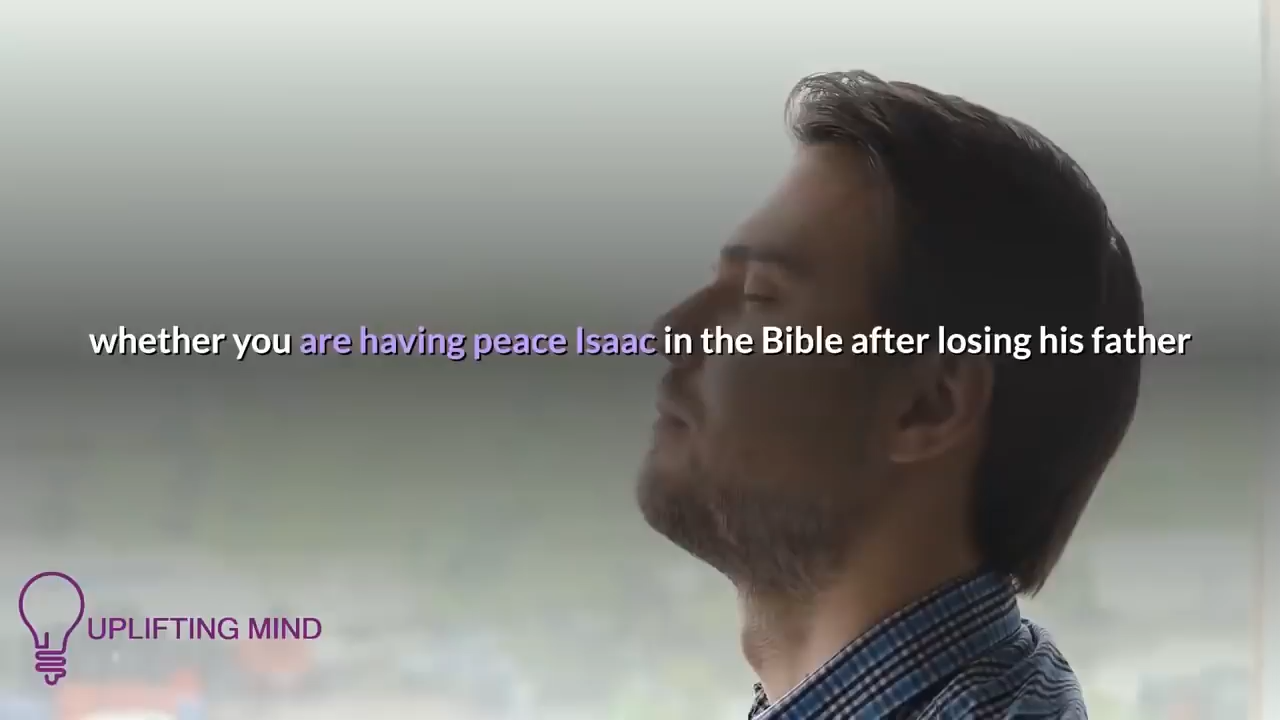 whether you are having peace Isaac in the Bible after losing his father
UPLIFTING MIND